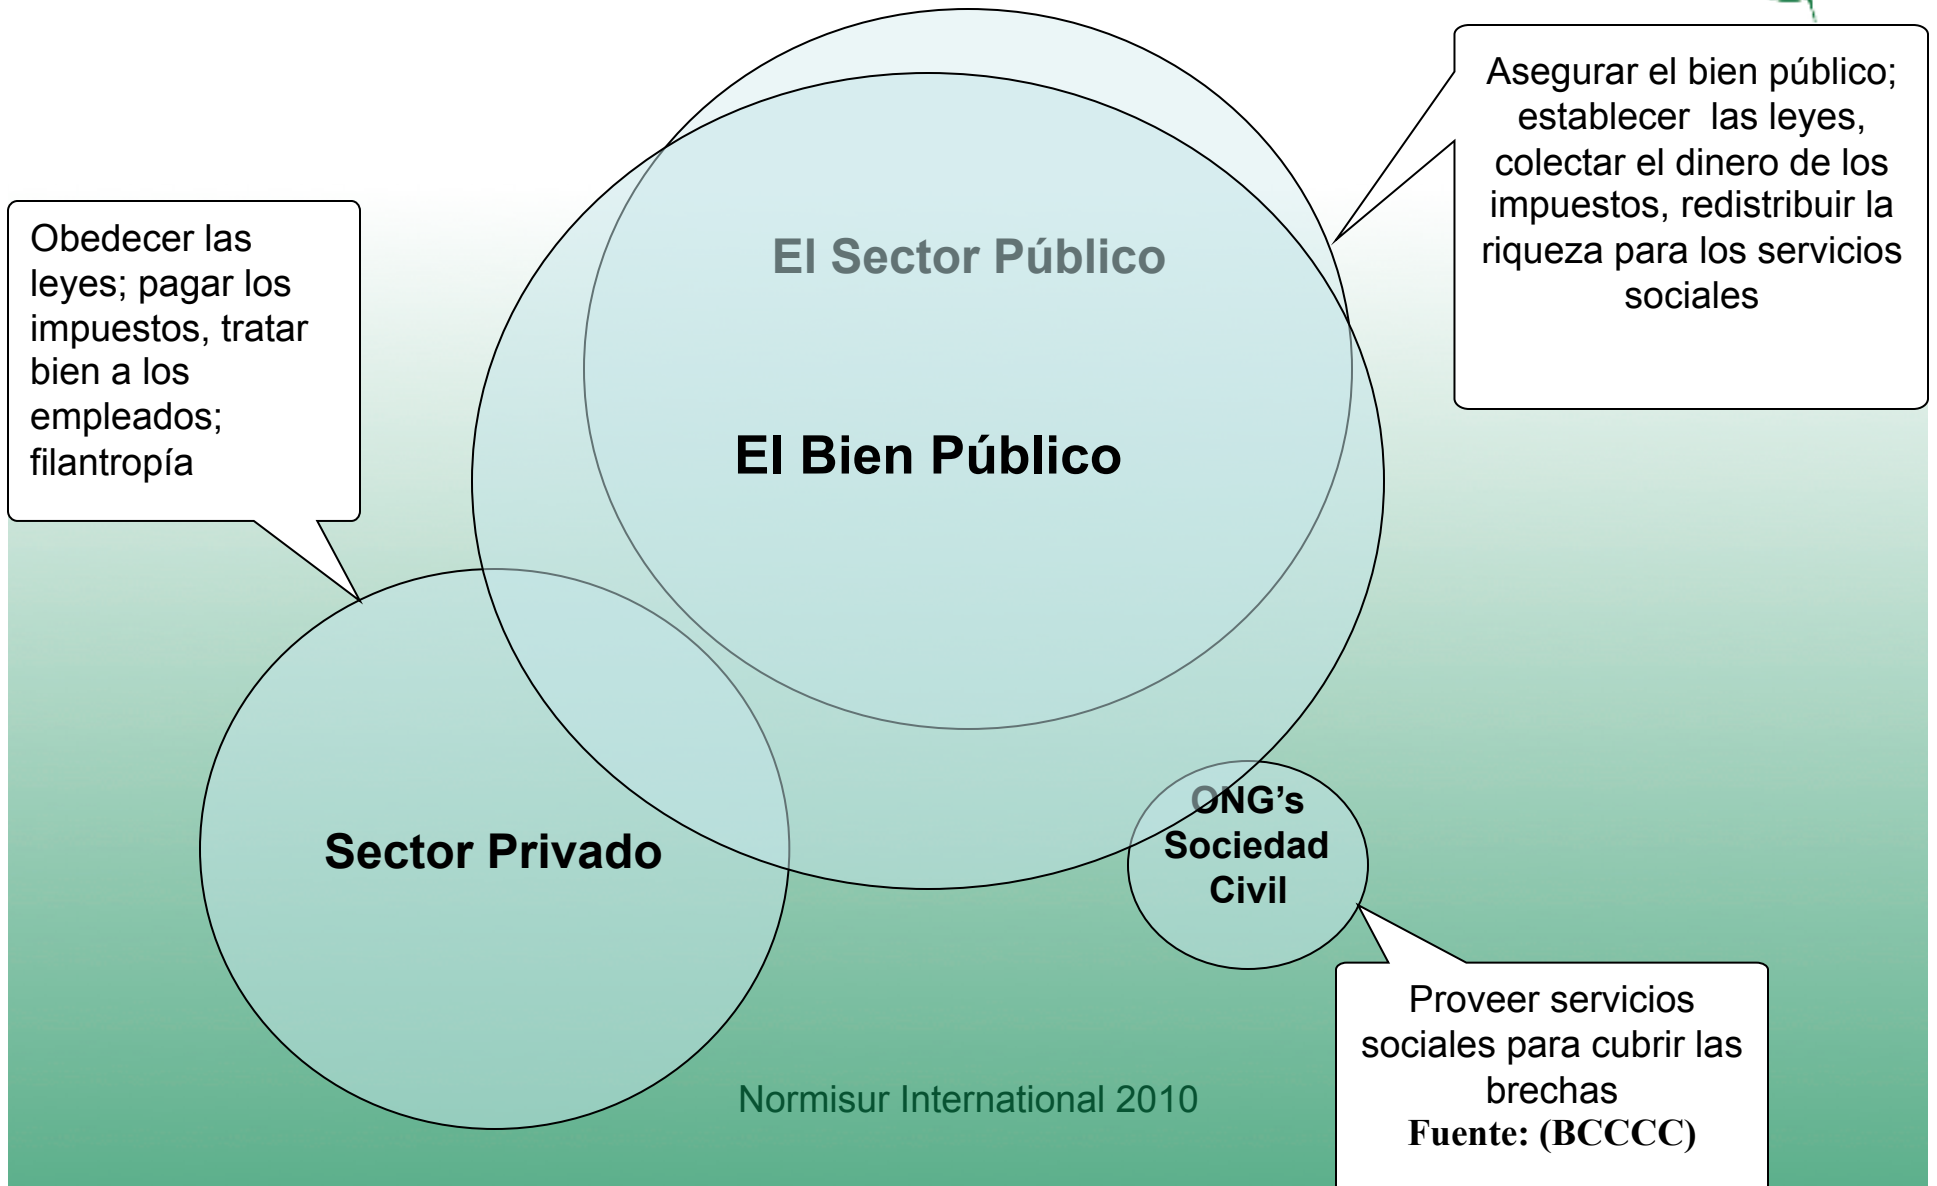 Asegurar el bien público;
establecer las leyes,
colectar el dinero de los
impuestos, redistribuir la
riqueza para los servicios
sociales
Obedecer las
leyes; pagar los
impuestos, tratar
bien a los
empleados;
filantropía
El Sector Público
El Bien Público
Sector Privado
ONG's
Sociedad
Civil
Proveer servicios
sociales para cubrir las
brechas
Fuente: (BCCCC)
Normisur International 2010